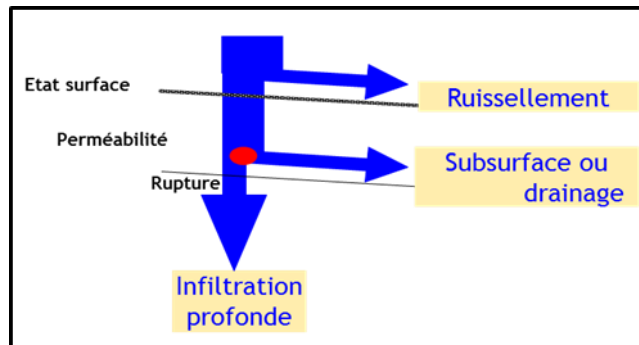 Etat surface
Ruissellement
Perméabilité
Subsurface ou
drainage
Rupture
Infiltration
profonde